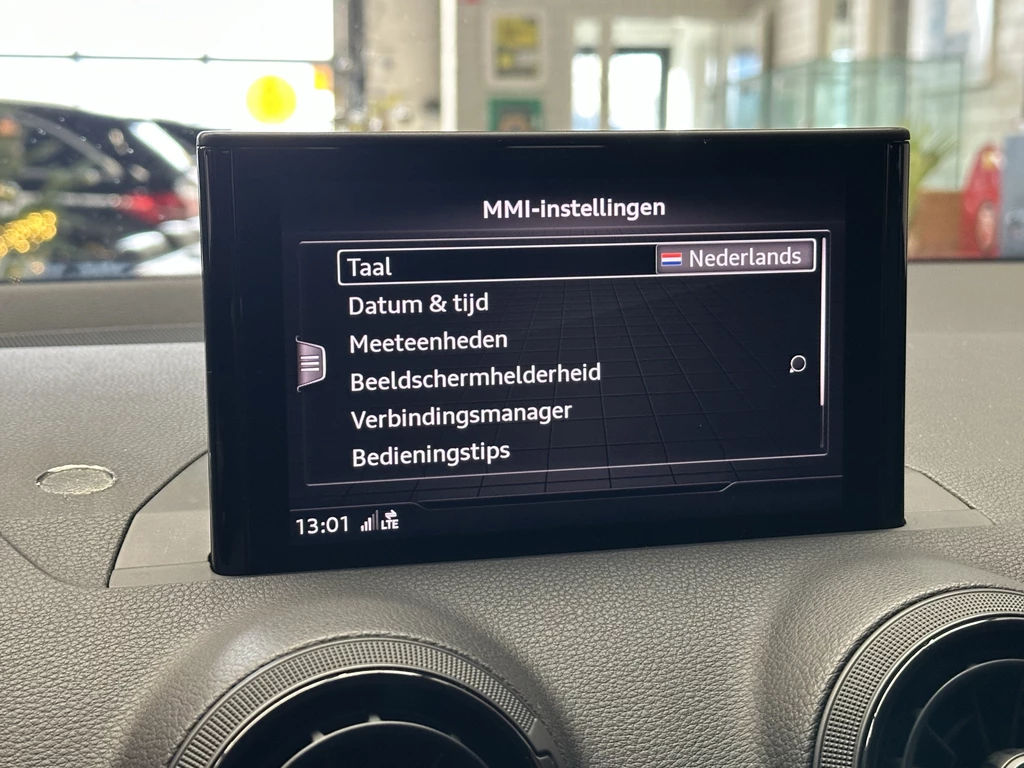 MMI-instellingen
Taal Nederlands
Datum & tijd
Meeteenheden
Beeldschermhelderheid
Verbindingsmanager
Bedieningstips
13:01 LTE